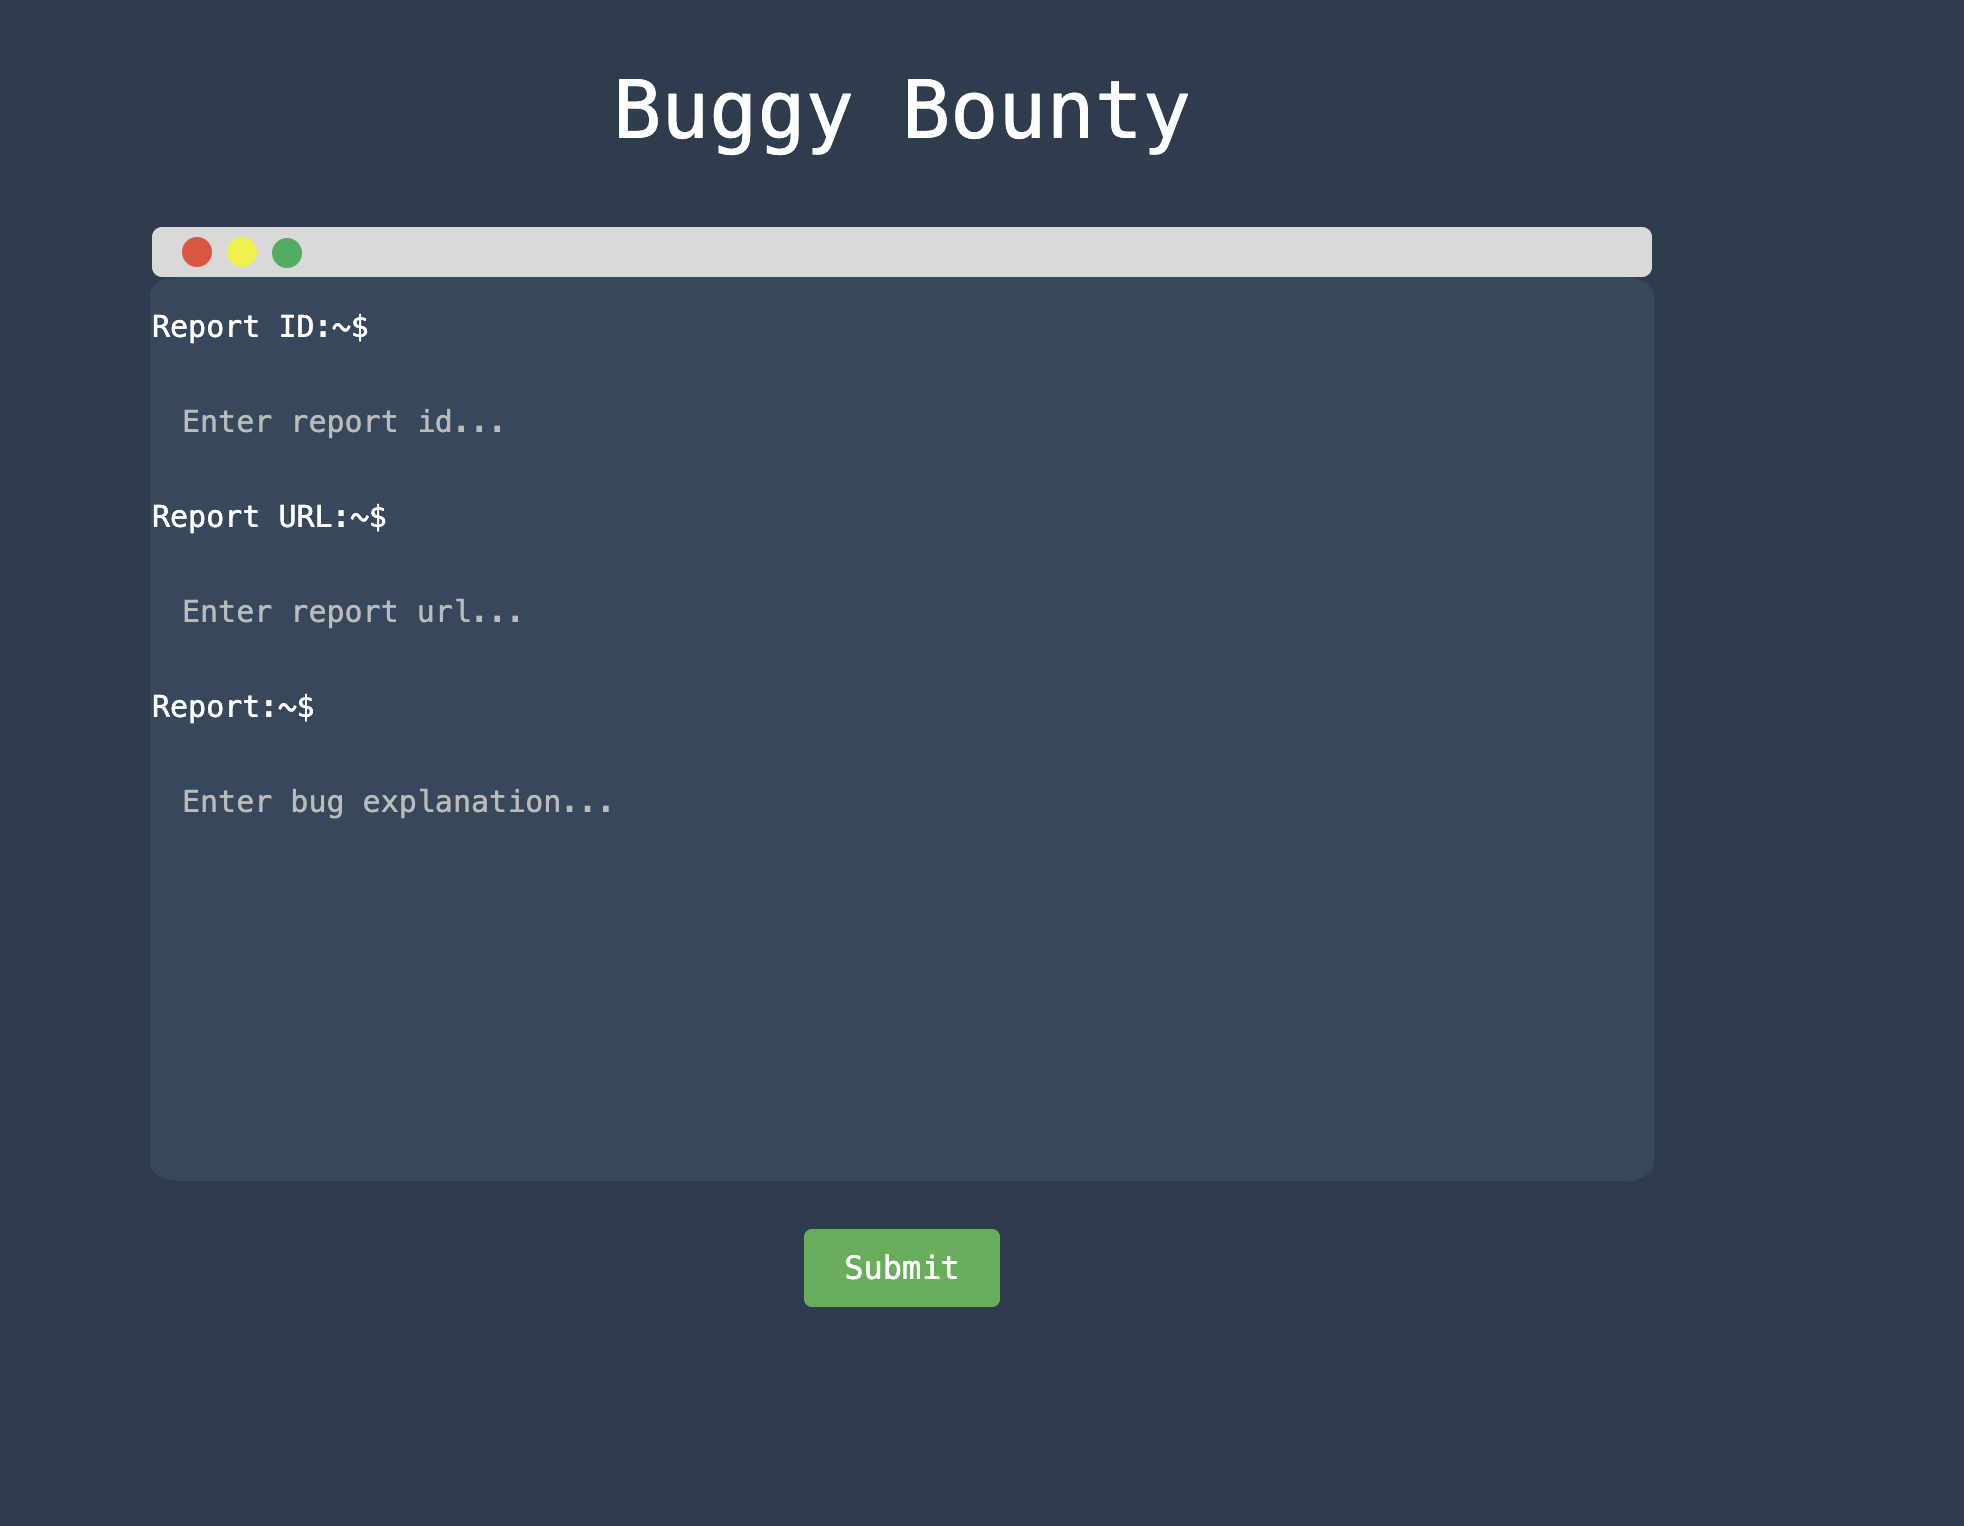 Buggy Bounty
Report ID:~$
Enter report id...
Report URL:~$
Enter report url...
Report:~$
Enter bug explanation...
Submit